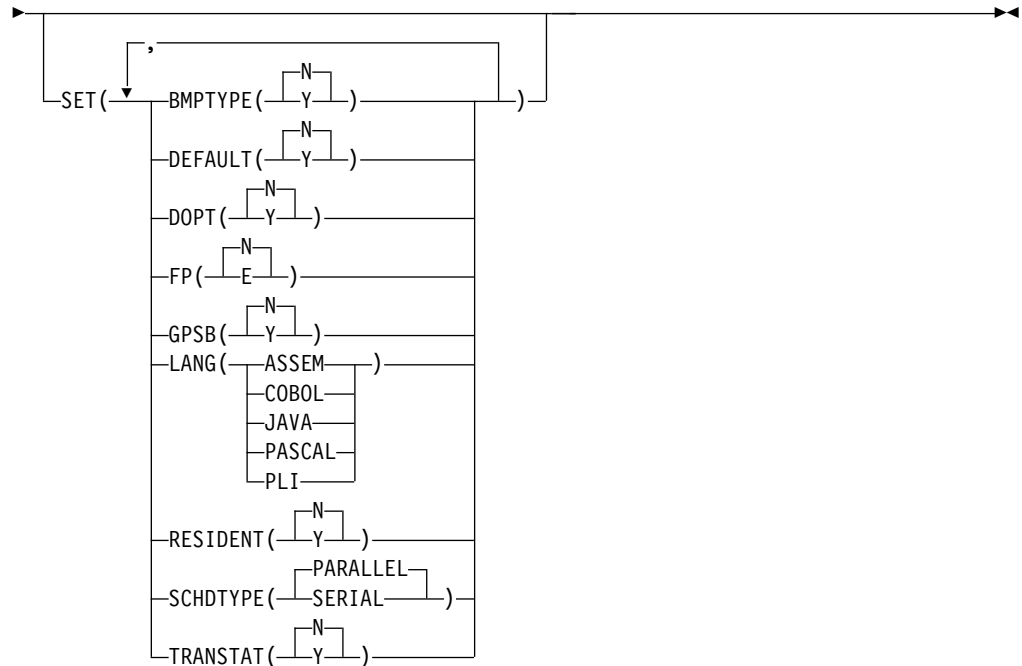 ,
N
SET( BMPTYPE( Y ) )
N
DEFAULT( Y )
N
DOPT( Y )
N
FP( E )
N
GPSB( Y )
LANG( ASSEM )
COBOL
JAVA
PASCAL
PLI
N
RESIDENT( Y )
PARALLEL
SCHDTYPE( SERIAL )
N
TRANSTAT( Y )